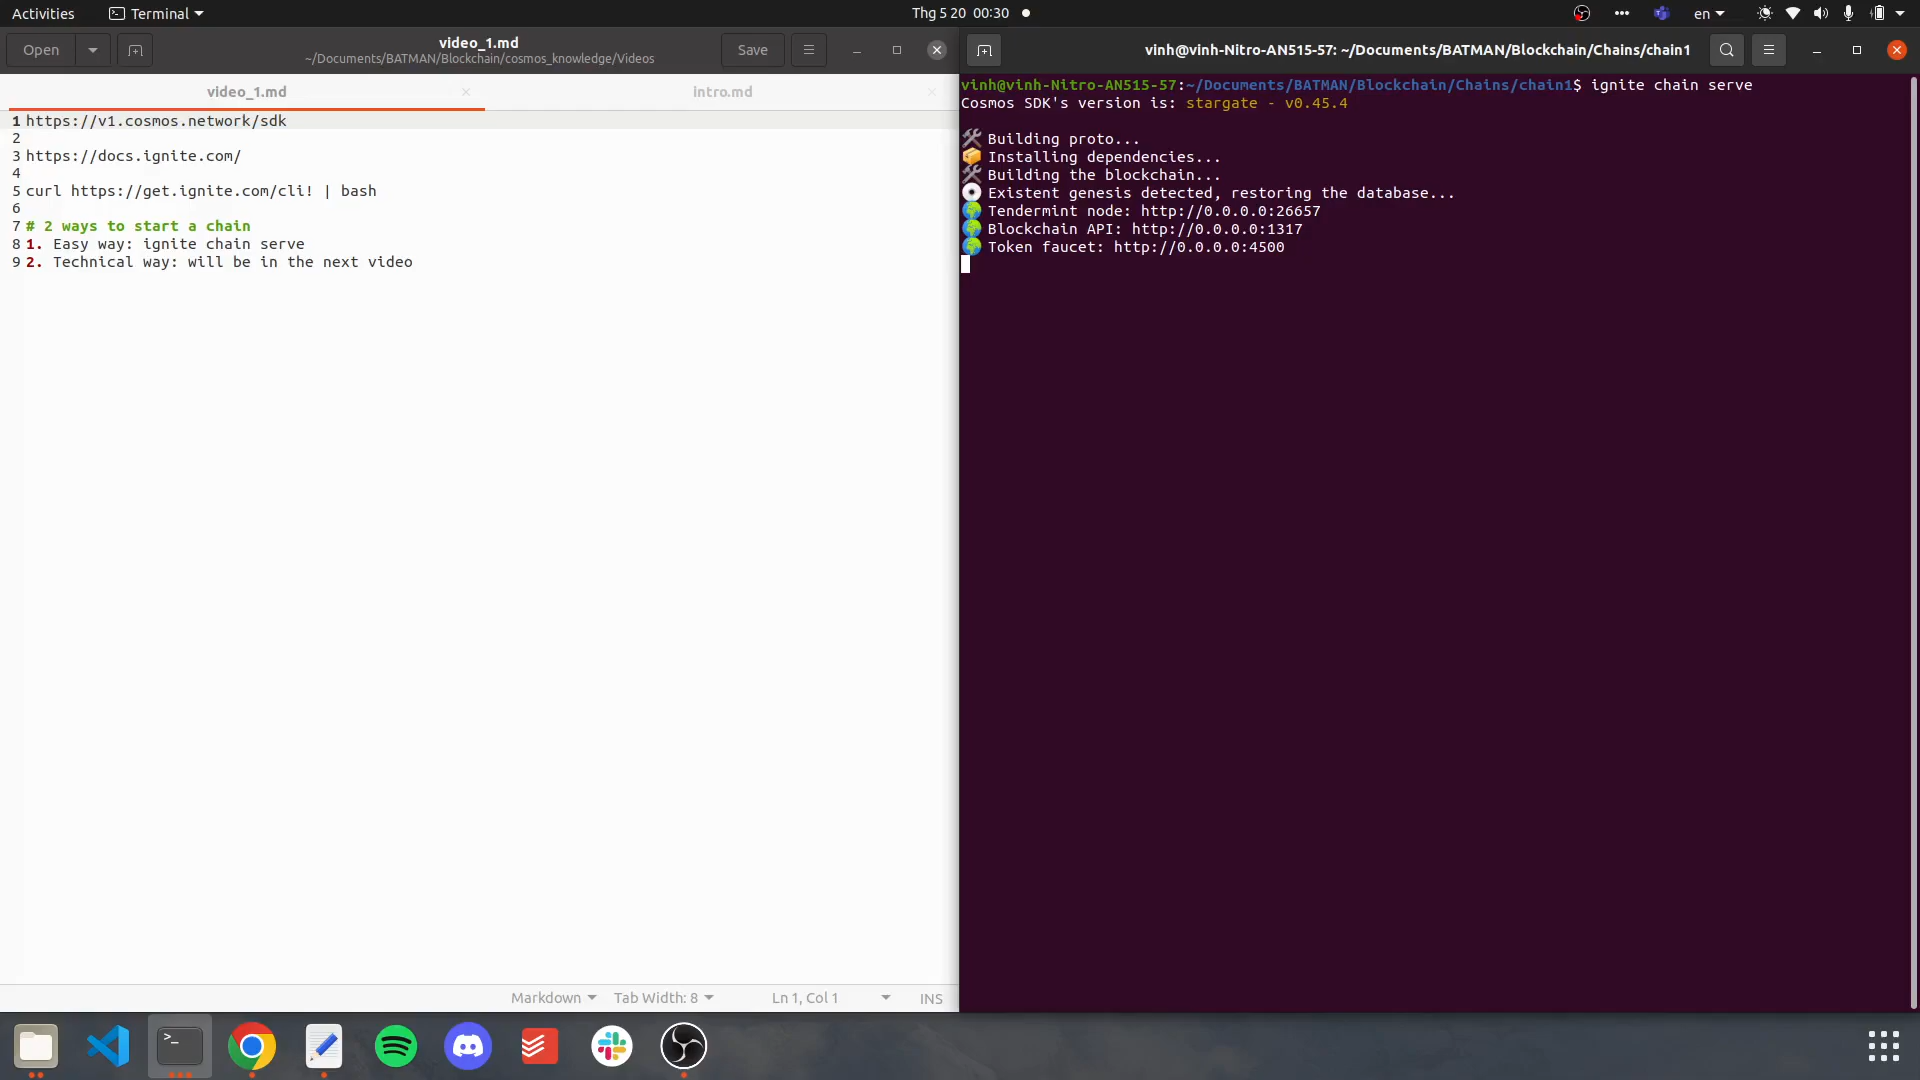 Activities
Terminal
Thg 5 20 00:30
en
Open
video_1.md
~/Documents/BATMAN/Blockchain/cosmos_knowledge/Videos
Save
video_1.md
intro.md
1 https://v1.cosmos.network/sdk
2
3 https://docs.ignite.com/
4
5 curl https://get.ignite.com/cli! | bash
6
7 # 2 ways to start a chain
8 1. Easy way: ignite chain serve
9 2. Technical way: will be in the next video
Markdown
Tab Width: 8
Ln 1, Col 1
INS
vinh@vinh-Nitro-AN515-57: ~/Documents/BATMAN/Blockchain/Chains/chain1
vinh@vinh-Nitro-AN515-57:~/Documents/BATMAN/Blockchain/Chains/chain1$ ignite chain serve
Cosmos SDK's version is: stargate - v0.45.4
Building proto...
Installing dependencies...
Building the blockchain...
Existent genesis detected, restoring the database...
Tendermint node: http://0.0.0.0:26657
Blockchain API: http://0.0.0.0:1317
Token faucet: http://0.0.0.0:4500